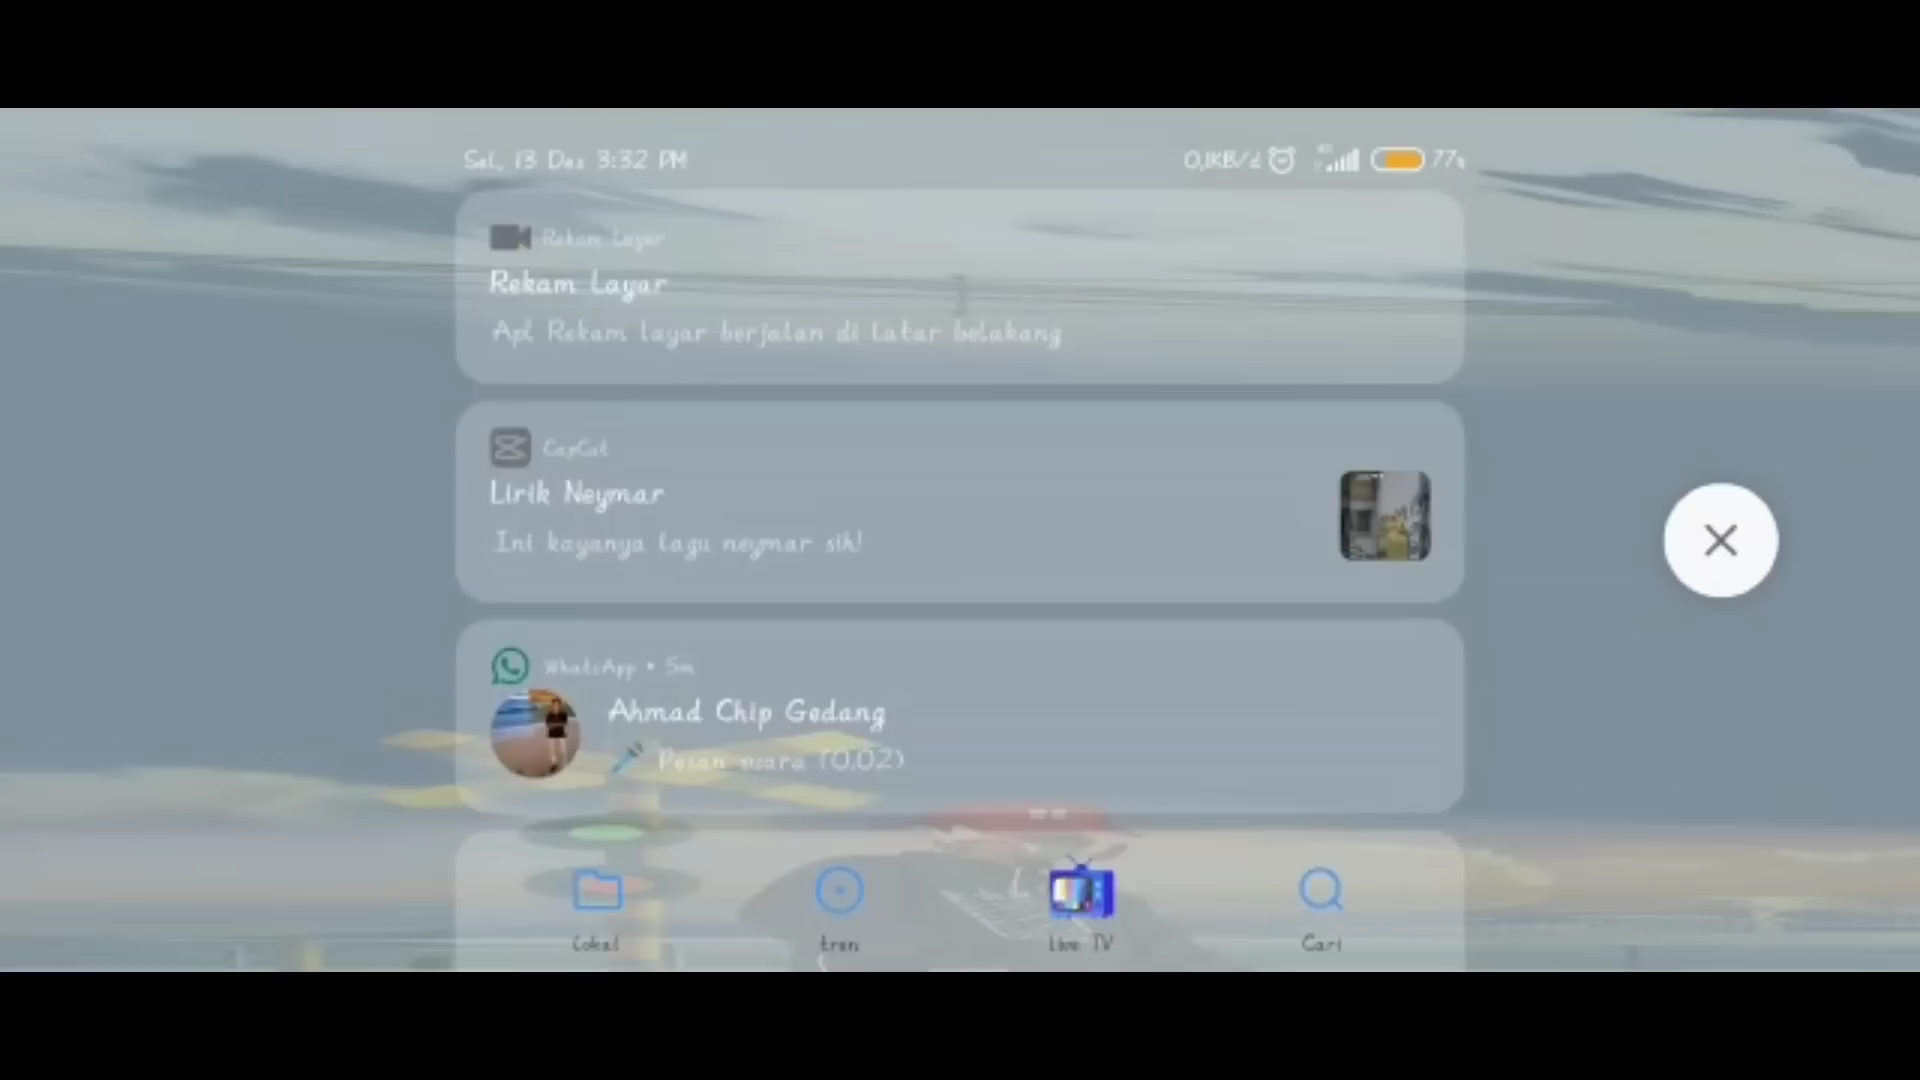 Sel, 13 Des 3:32 PM
0,1KB/d 4G 77%
Rekam Layar
Rekam Layar
Apl Rekam layar berjalan di latar belakang
CapCut
Lirik Neymar
Ini kayanya lagu neymar sih!
WhatsApp • 5m
Ahmad Chip Gedang
Pesan suara (0.02)
Lokal
tren
Live TV
Cari